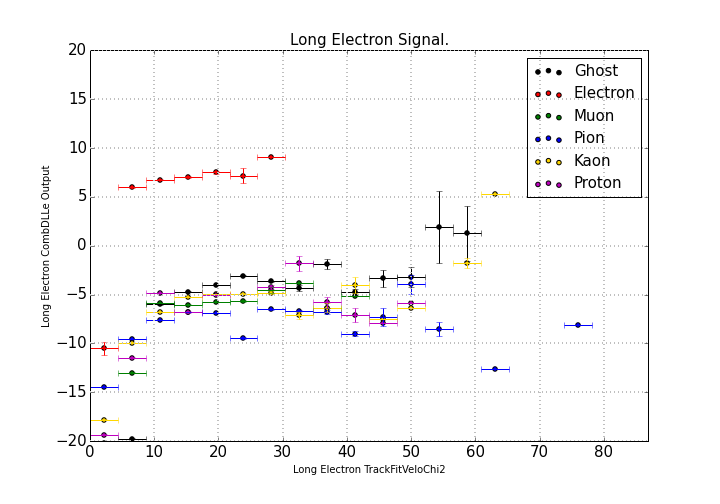 Long Electron Signal.
Long Electron CombDLLe Output
20
15
10
5
0
−5
−10
−15
−20
Ghost
Electron
Muon
Pion
Kaon
Proton
0 10 20 30 40 50 60 70 80
Long Electron TrackFitVeloChi2